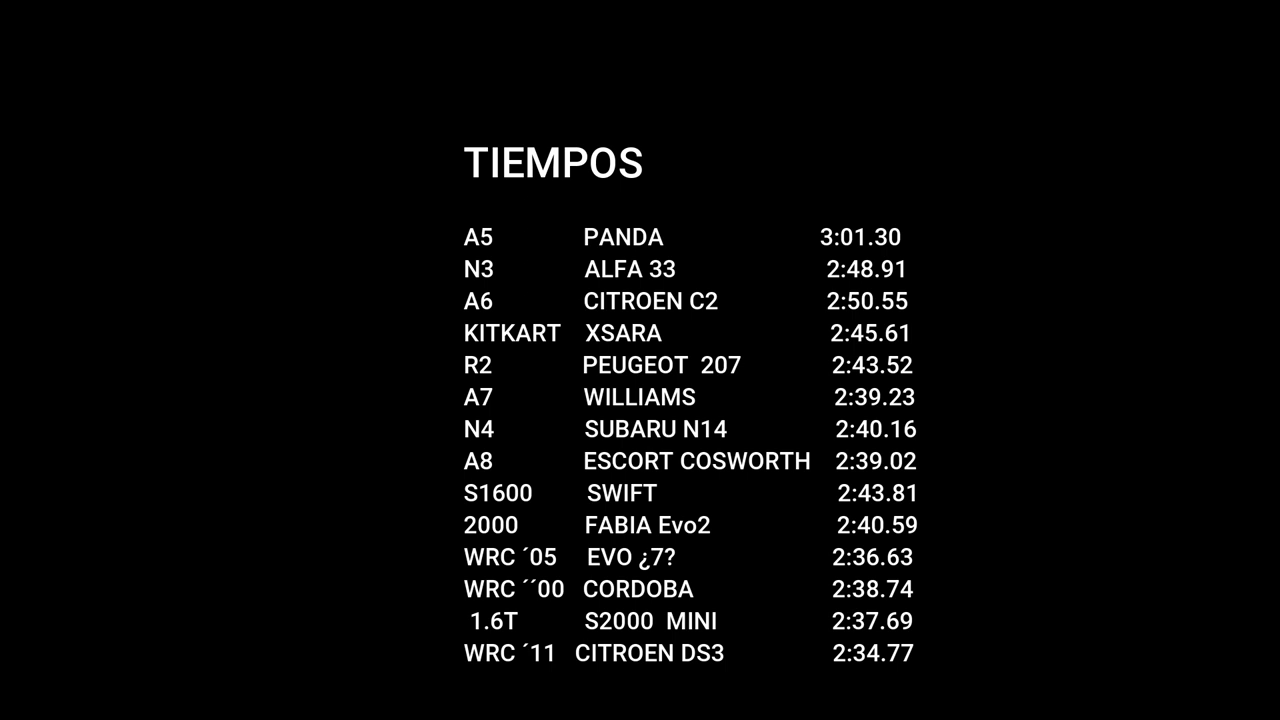 TIEMPOS
A5 PANDA 3:01.30
N3 ALFA 33 2:48.91
A6 CITROEN C2 2:50.55
KITKART XSARA 2:45.61
R2 PEUGEOT 207 2:43.52
A7 WILLIAMS 2:39.23
N4 SUBARU N14 2:40.16
A8 ESCORT COSWORTH 2:39.02
S1600 SWIFT 2:43.81
2000 FABIA Evo2 2:40.59
WRC ´05 EVO ¿7? 2:36.63
WRC ´´00 CORDOBA 2:38.74
1.6T S2000 MINI 2:37.69
WRC ´11 CITROEN DS3 2:34.77